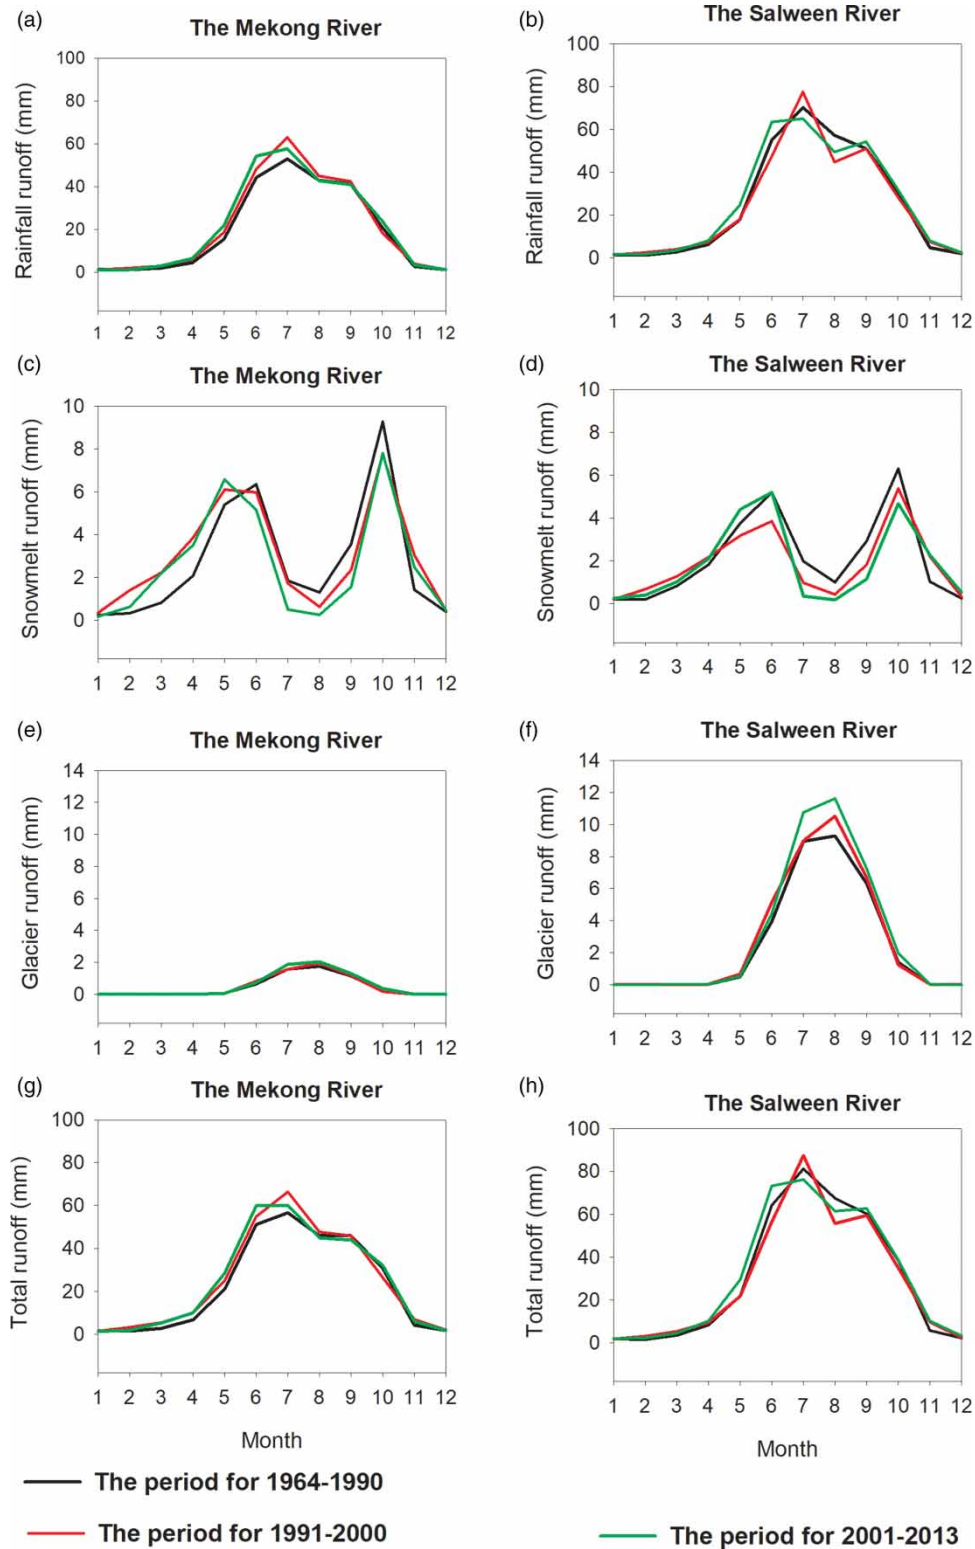 (a) The Mekong River
Rainfall runoff (mm)
100
80
60
40
20
0
1 2 3 4 5 6 7 8 9 10 11 12
(b) The Salween River
Rainfall runoff (mm)
100
80
60
40
20
0
1 2 3 4 5 6 7 8 9 10 11 12
(c) The Mekong River
Snowmelt runoff (mm)
10
8
6
4
2
0
1 2 3 4 5 6 7 8 9 10 11 12
(d) The Salween River
Snowmelt runoff (mm)
10
8
6
4
2
0
1 2 3 4 5 6 7 8 9 10 11 12
(e) The Mekong River
Glacier runoff (mm)
14
12
10
8
6
4
2
0
1 2 3 4 5 6 7 8 9 10 11 12
(f) The Salween River
Glacier runoff (mm)
14
12
10
8
6
4
2
0
1 2 3 4 5 6 7 8 9 10 11 12
(g) The Mekong River
Total runoff (mm)
100
80
60
40
20
0
1 2 3 4 5 6 7 8 9 10 11 12
Month
(h) The Salween River
Total runoff (mm)
100
80
60
40
20
0
1 2 3 4 5 6 7 8 9 10 11 12
Month
The period for 1964-1990
The period for 1991-2000
The period for 2001-2013